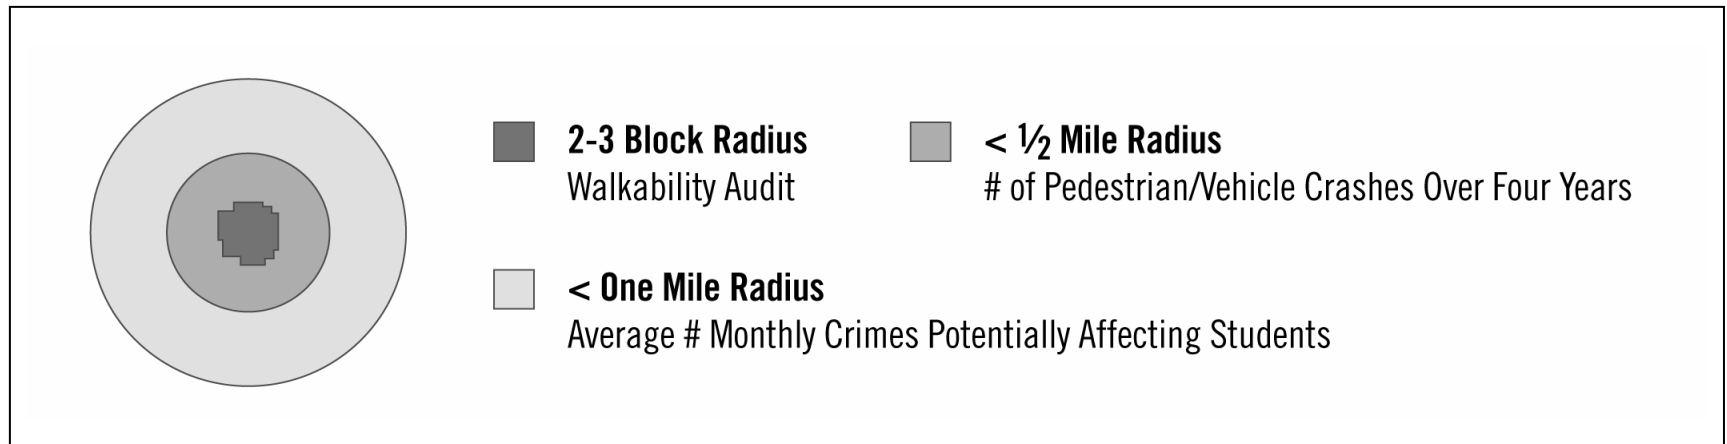 2-3 Block Radius
Walkability Audit
< ½ Mile Radius
# of Pedestrian/Vehicle Crashes Over Four Years
< One Mile Radius
Average # Monthly Crimes Potentially Affecting Students